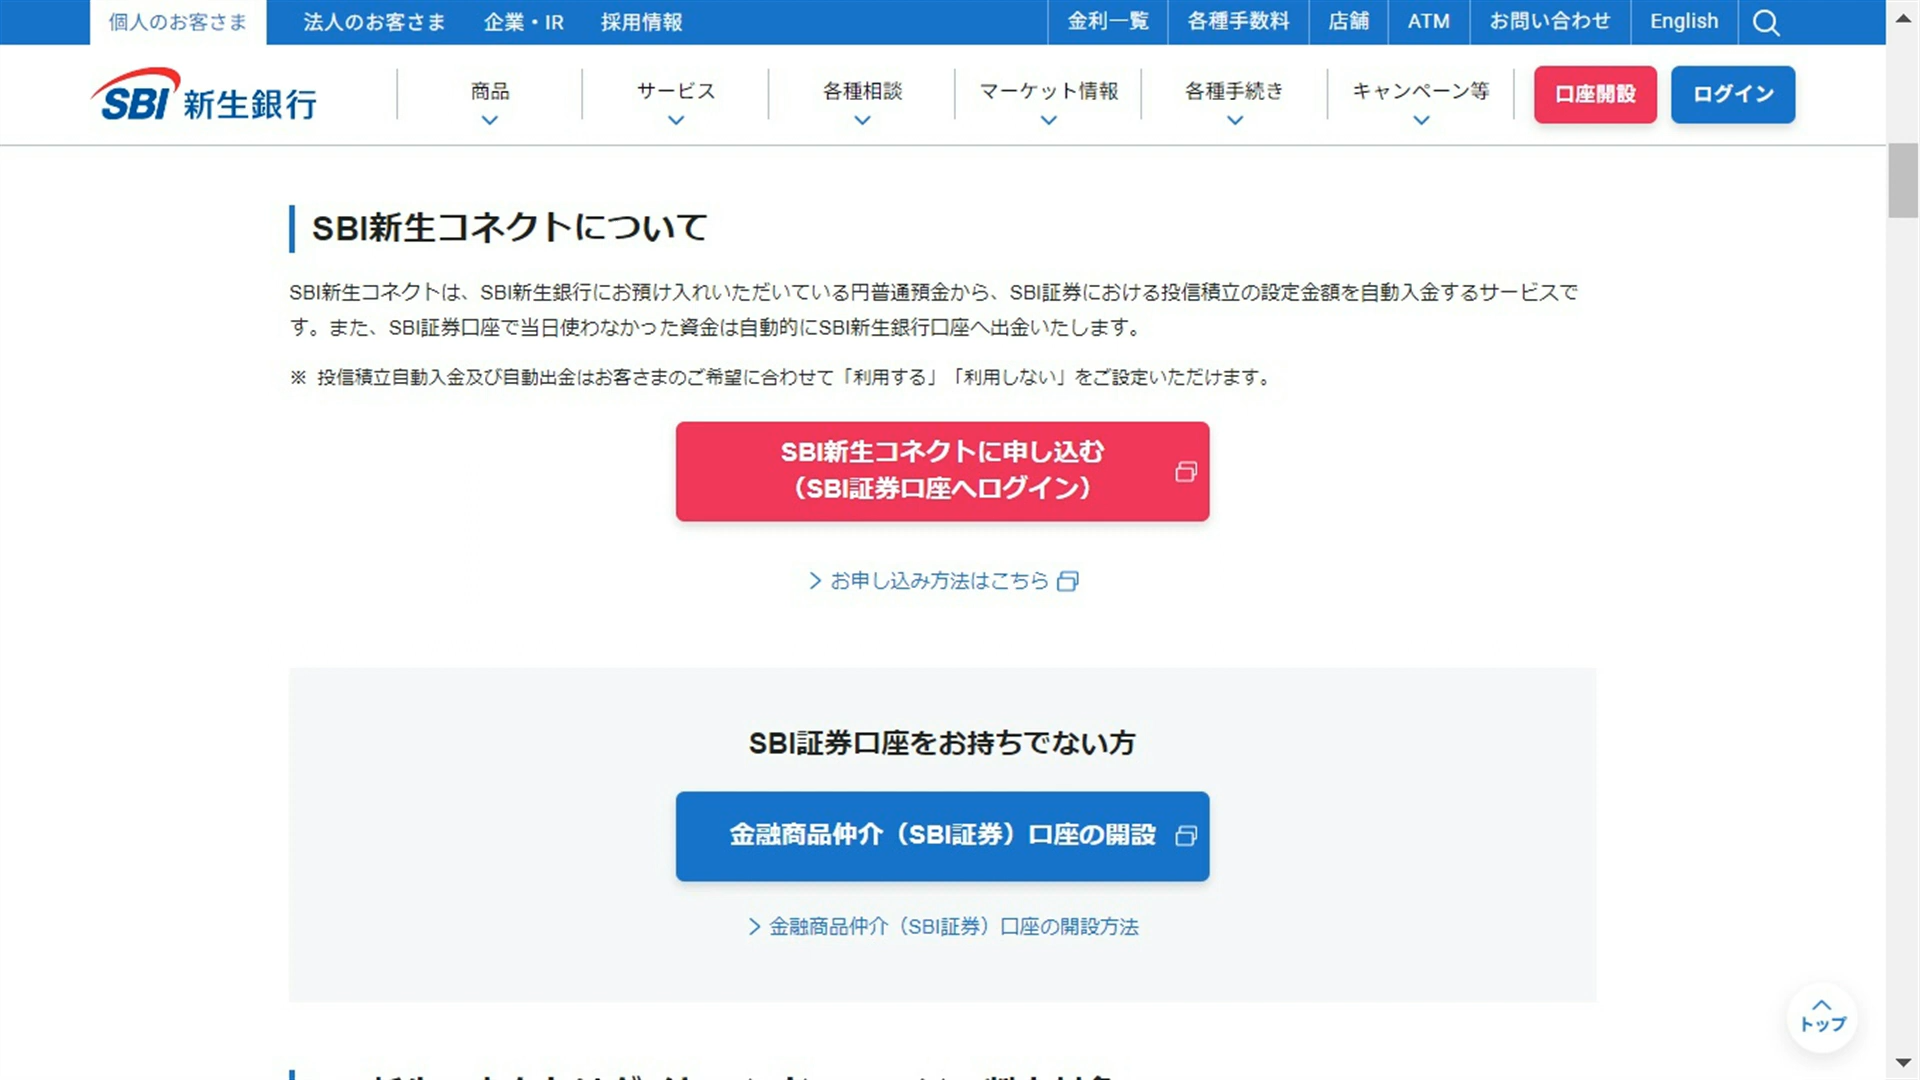 個人のお客さま 法人のお客さま 企業・IR 採用情報 金利一覧 各種手数料 店舗 ATM お問い合わせ English
SBI 新生銀行 商品 サービス 各種相談 マーケット情報 各種手続き キャンペーン等 口座開設 ログイン
SBI新生コネクトについて
SBI新生コネクトは、SBI新生銀行にお預け入れいただいている円普通預金から、SBI証券における投信積立の設定金額を自動入金するサービスで
す。また、SBI証券口座で当日使わなかった資金は自動的にSBI新生銀行口座へ出金いたします。
※ 投信積立自動入金及び自動出金はお客さまのご希望に合わせて「利用する」「利用しない」をご設定いただけます。
SBI新生コネクトに申し込む
（SBI証券口座へログイン）
お申し込み方法はこちら
SBI証券口座をお持ちでない方
金融商品仲介（SBI証券）口座の開設
金融商品仲介（SBI証券）口座の開設方法
トップ